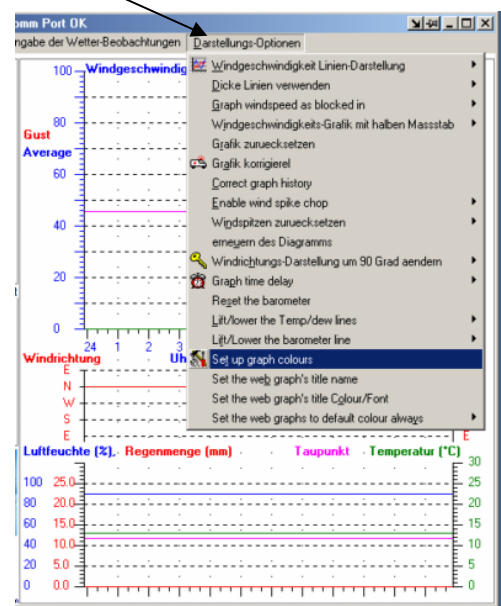 omm Port OK
ngabe der Wetter-Beobachtungen Darstellungs-Optionen
100 Windgeschwindig
80
Gust
Average
60
40
20
0
24 1 2 3
Windrichtung Uh
Windgeschwindigkeit Linien-Darstellung
Dicke Linien verwenden
Graph windspeed as blocked in
Windgeschwindigkeits-Grafik mit halben Massstab
Grafik zuruecksetzen
Grafik korrigierel
Correct graph history
Enable wind spike chop
Windspitzen zuruecksetzen
erneyern des Diagramms
Windrichtungs-Darstellung um 90 Grad aendern
Graph time delay
Reset the barometer
Lift/lower the Temp/dew lines
Lift/Lower the barometer line
Set up graph colours
Set the web graph's title name
Set the web graph's title Colour/Font
Set the web graphs to default colour always
E
N
W
S
E E
Luftfeuchte (%), Regenmenge (mm) Taupunkt Temperatur (°C)
30
100 25.0 25
80 20.0 20
60 15.0 15
40 10.0 10
20 5.0 5
0 0.0 0